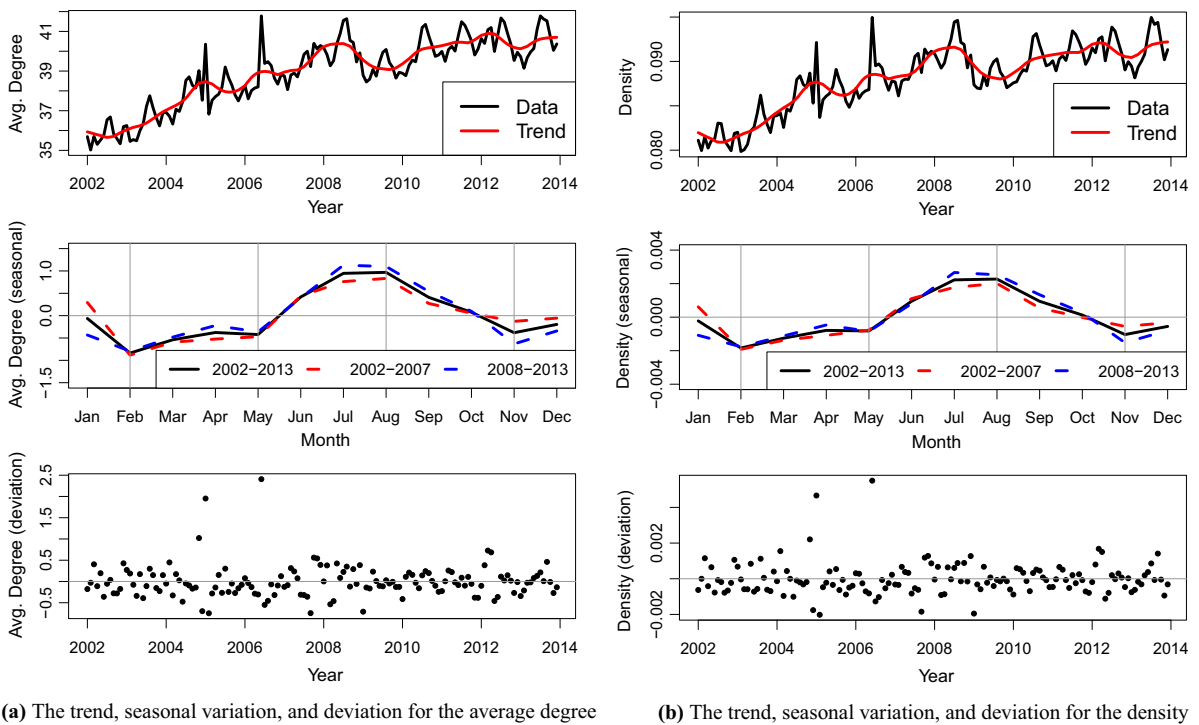 Avg. Degree
41
39
37
35
Data
Trend
2002 2004 2006 2008 2010 2012 2014
Year
Avg. Degree (seasonal)
1.0
0.0
−1.5
2002−2013 2002−2007 2008−2013
Jan Feb Mar Apr May Jun Jul Aug Sep Oct Nov Dec
Month
Avg. Degree (deviation)
2.5
1.5
0.5
−0.5
2002 2004 2006 2008 2010 2012 2014
Year
(a) The trend, seasonal variation, and deviation for the average degree
Density
0.090
0.080
Data
Trend
2002 2004 2006 2008 2010 2012 2014
Year
Density (seasonal)
0.004
0.000
−0.004
2002−2013 2002−2007 2008−2013
Jan Feb Mar Apr May Jun Jul Aug Sep Oct Nov Dec
Month
Density (deviation)
0.002
−0.002
2002 2004 2006 2008 2010 2012 2014
Year
(b) The trend, seasonal variation, and deviation for the density